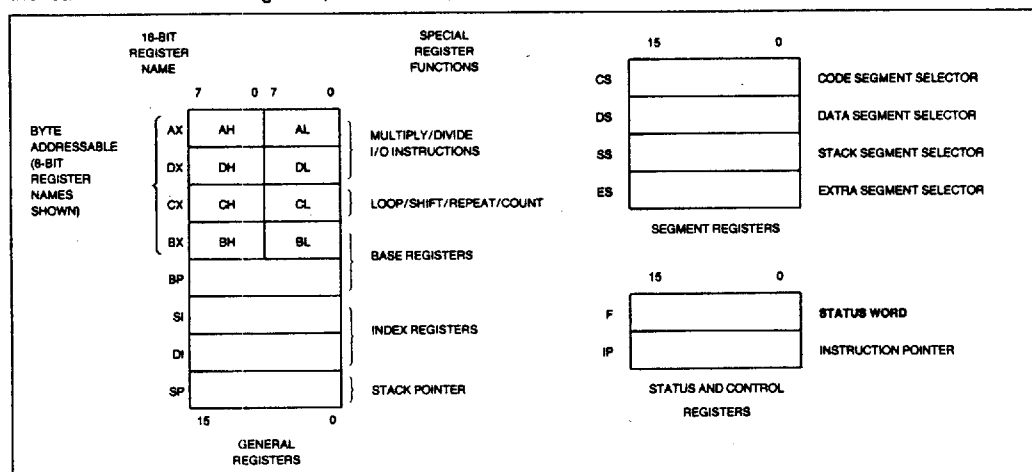 16-BIT
REGISTER
NAME
SPECIAL
REGISTER
FUNCTIONS
7 0 7 0
BYTE
ADDRESSABLE
(8-BIT
REGISTER
NAMES
SHOWN)
AX AH AL
DX DH DL
CX CH CL
BX BH BL
BP
SI
DI
SP
MULTIPLY/DIVIDE
I/O INSTRUCTIONS
LOOP/SHIFT/REPEAT/COUNT
BASE REGISTERS
INDEX REGISTERS
STACK POINTER
15 0
GENERAL
REGISTERS
15 0
CS CODE SEGMENT SELECTOR
DS DATA SEGMENT SELECTOR
SS STACK SEGMENT SELECTOR
ES EXTRA SEGMENT SELECTOR
SEGMENT REGISTERS
15 0
F STATUS WORD
IP INSTRUCTION POINTER
STATUS AND CONTROL
REGISTERS